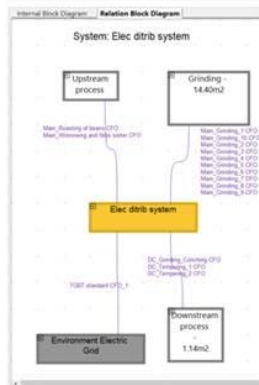 Internal Block Diagram
Relation Block Diagram
System: Elec ditrib system
Upstream
process
Grinding -
14.40m2
Main_Roasting of beans CFO
Main_Winnowing and Nibs sorter CFO
Main_Grinding_1 CFO
Main_Grinding_10 CFO
Main_Grinding_2 CFO
Main_Grinding_3 CFO
Main_Grinding_4 CFO
Main_Grinding_5 CFO
Main_Grinding_6 CFO
Main_Grinding_7 CFO
Main_Grinding_8 CFO
Main_Grinding_9 CFO
Elec ditrib system
DC_Grinding_Conching CFO
DC_Tempering_1 CFO
DC_Tempering_2 CFO
TGBT standard CFO_1
Environment Electric
Grid
Downstream
process
-
1.14m2